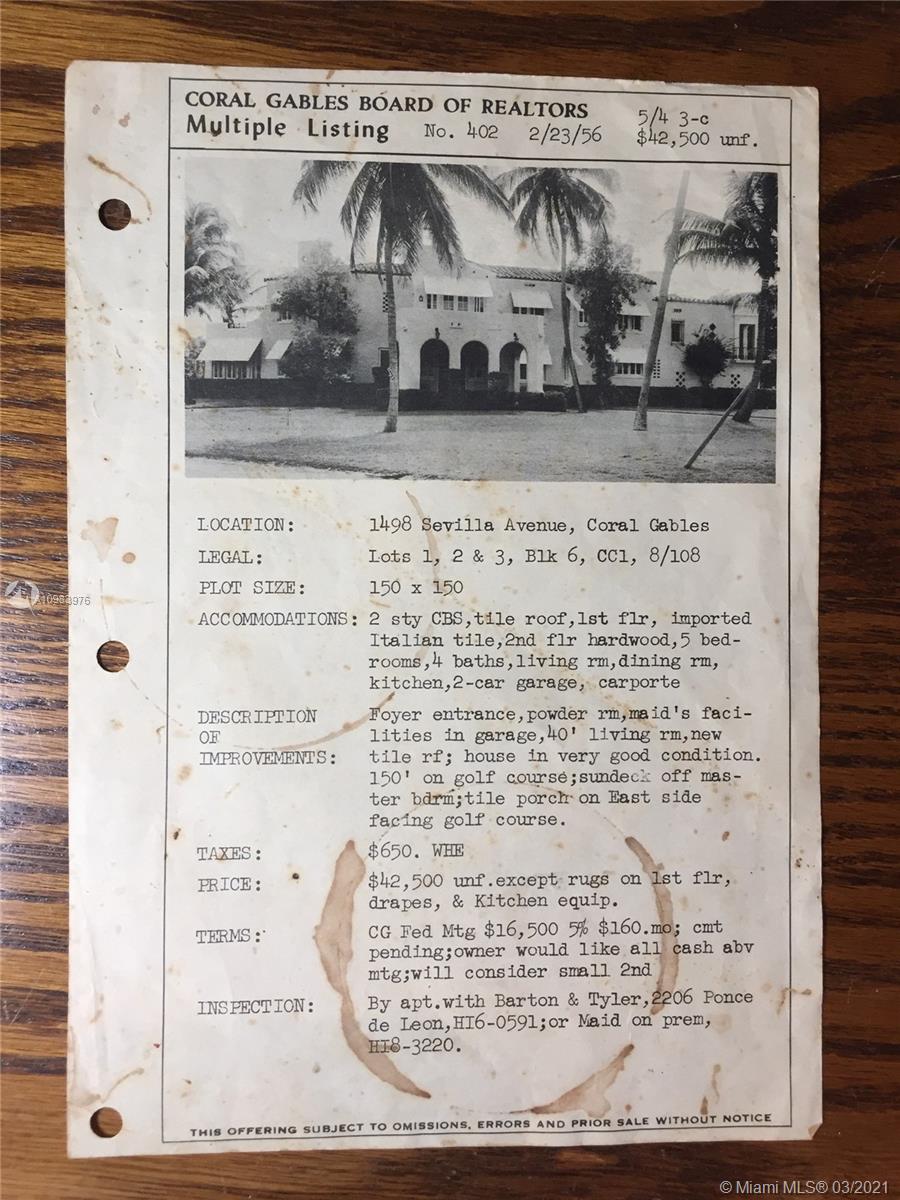 CORAL GABLES BOARD OF REALTORS
Multiple Listing No. 402 2/23/56
5/4 3-c
$42,500 unf.
LOCATION: 1498 Sevilla Avenue, Coral Gables
LEGAL: Lots 1, 2 & 3, Blk 6, CC1, 8/108
PLOT SIZE: 150 x 150
ACCOMMODATIONS: 2 sty CBS,tile roof,1st flr, imported
Italian tile,2nd flr hardwood,5 bed-
rooms,4 baths,living rm,dining rm,
kitchen,2-car garage, carporte
DESCRIPTION
OF
IMPROVEMENTS:
Foyer entrance,powder rm,maid's faci-
lities in garage,40' living rm,new
tile rf; house in very good condition.
150' on golf course;sundeck off mas-
ter bdrm;tile porch on East side
facing golf course.
TAXES: $650. WHE
PRICE: $42,500 unf.except rugs on 1st flr,
drapes, & Kitchen equip.
TERMS: CG Fed Mtg $16,500 5% $160.mo; cmt
pending;owner would like all cash abv
mtg;will consider small 2nd
INSPECTION: By apt.with Barton & Tyler,2206 Ponce
de Leon,HI6-0591;or Maid on prem,
HI8-3220.
THIS OFFERING SUBJECT TO OMISSIONS, ERRORS AND PRIOR SALE WITHOUT NOTICE
A10983976
© Miami MLS® 03/2021